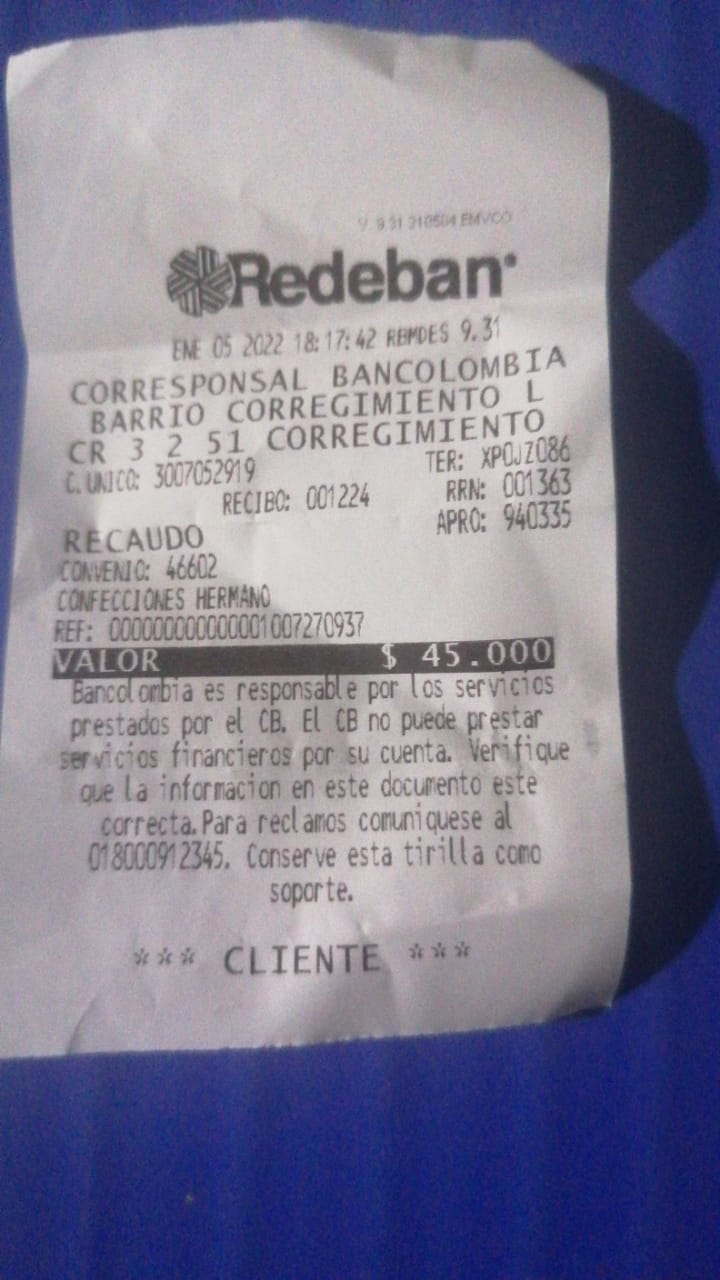 V 9.31 210504 EMVCO
Redeban
ENE 05 2022 18:17:42 RBMDES 9.31
CORRESPONSAL BANCOLOMBIA
BARRIO CORREGIMIENTO L
CR 3 2 51 CORREGIMIENTO
C. UNICO: 3007052919 TER: XPOJZ086
RECIBO: 001224 RRN: 001363
RECAUDO APRO: 940335
CONVENIO: 46602
CONFECCIONES HERMANO
REF: 000000000000001007270937
VALOR $ 45.000
Bancolombia es responsable por los servicios
prestados por el CB. El CB no puede prestar
servicios financieros por su cuenta. Verifique
que la informacion en este documento este
correcta.Para reclamos comuniquese al
018000912345. Conserve esta tirilla como
soporte.
*** CLIENTE ***